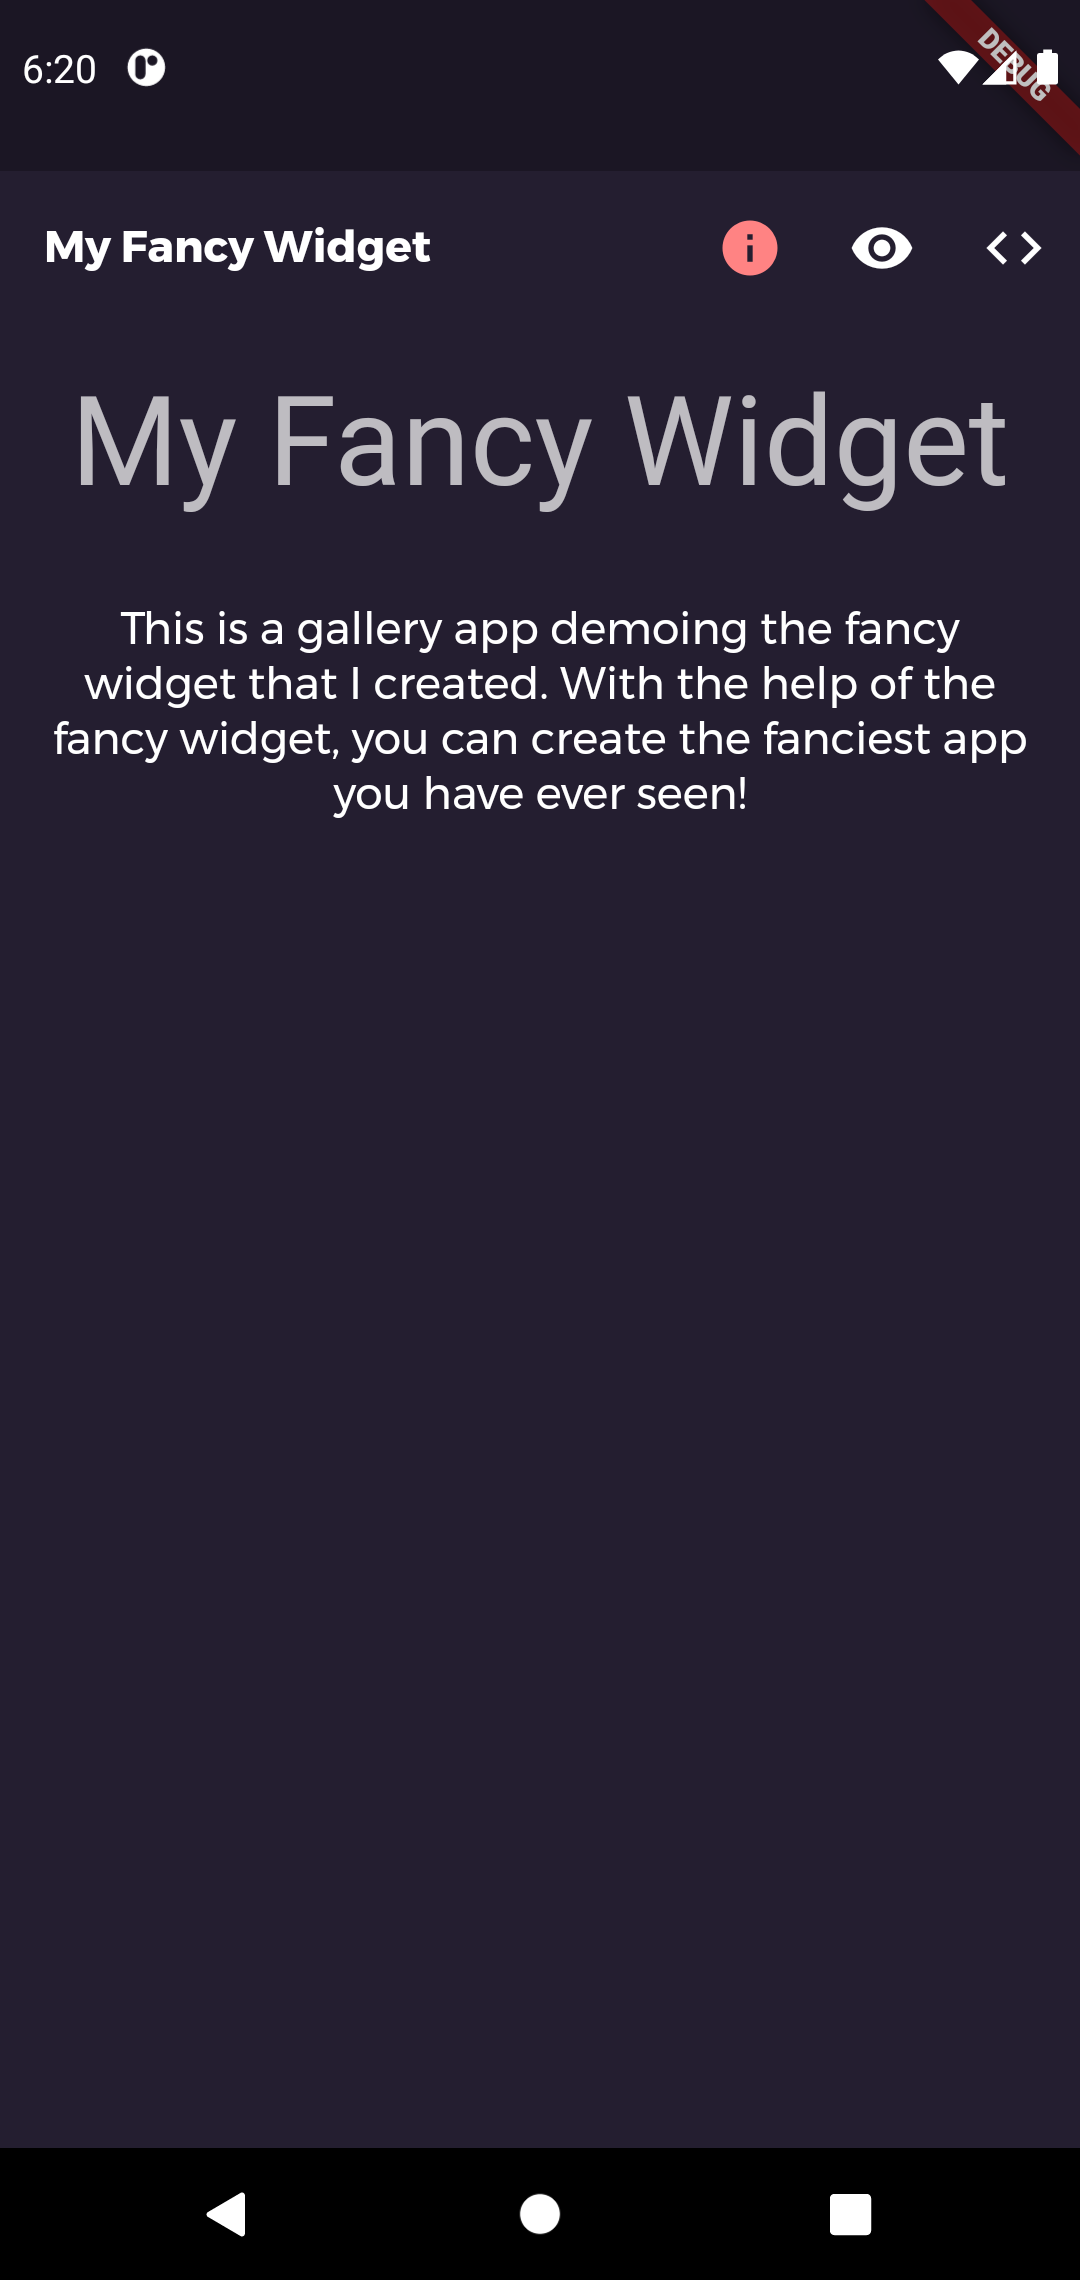 6:20
DEBUG
My Fancy Widget
My Fancy Widget
This is a gallery app demoing the fancy
widget that I created. With the help of the
fancy widget, you can create the fanciest app
you have ever seen!